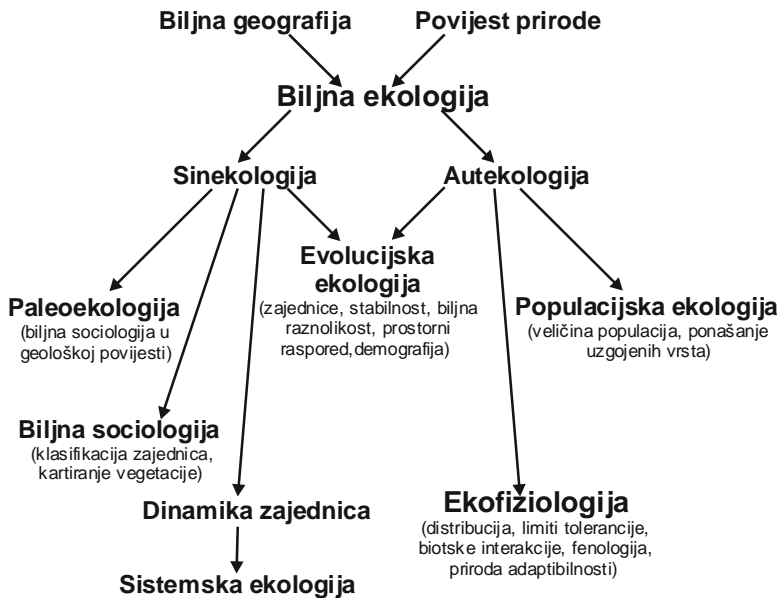 Biljna geografija
Povijest prirode
Biljna ekologija
Sinekologija
Autekologija
Evolucijska
ekologija
(zajednice, stabilnost, biljna
raznolikost, prostorni
raspored,demografija)
Paleoekologija
(biljna sociologija u
geološkoj povijesti)
Populacijska ekologija
(veličina populacija, ponašanje
uzgojenih vrsta)
Biljna sociologija
(klasifikacija zajednica,
kartiranje vegetacije)
Dinamika zajednica
Ekofiziologija
(distribucija, limiti tolerancije,
biotske interakcije, fenologija,
priroda adaptibilnosti)
Sistemska ekologija